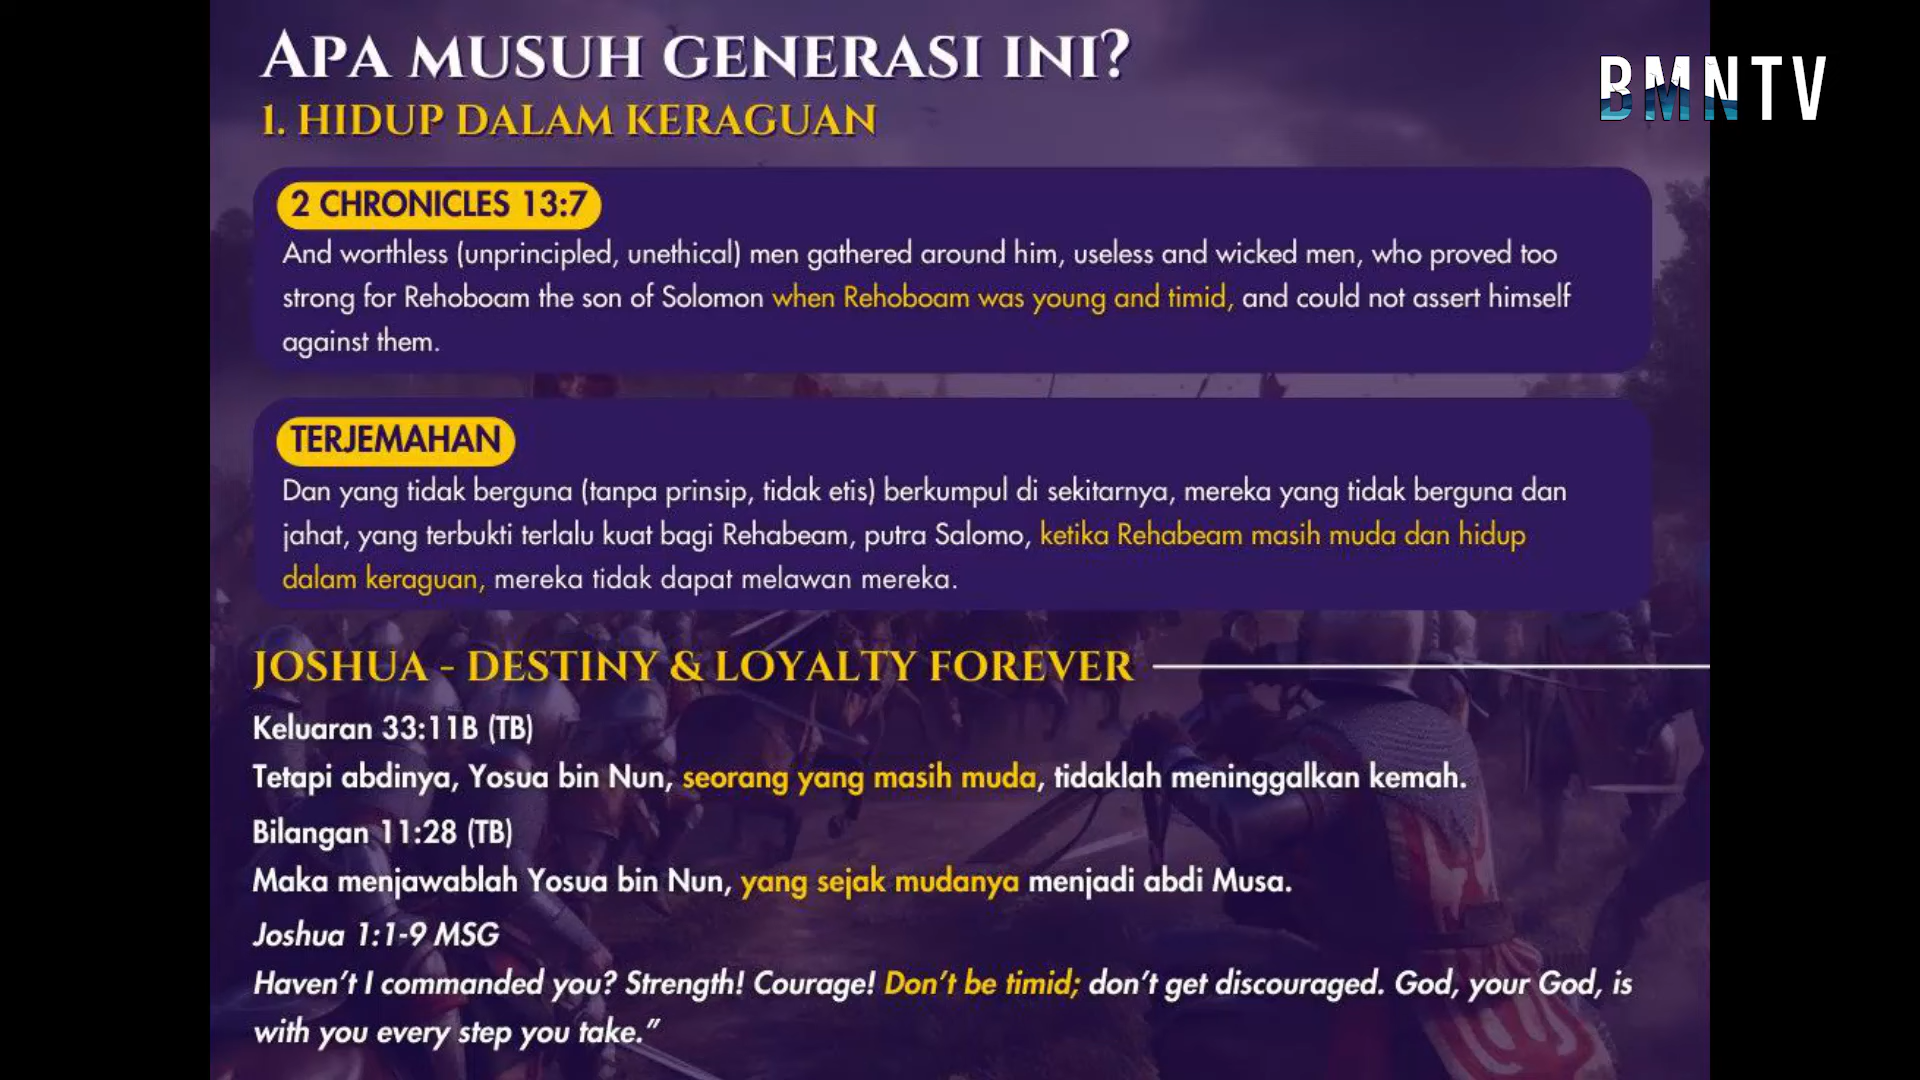 APA MUSUH GENERASI INI?
BMNTV
1. HIDUP DALAM KERAGUAN
2 CHRONICLES 13:7
And worthless (unprincipled, unethical) men gathered around him, useless and wicked men, who proved too
strong for Rehoboam the son of Solomon when Rehoboam was young and timid, and could not assert himself
against them.
TERJEMAHAN
Dan yang tidak berguna (tanpa prinsip, tidak etis) berkumpul di sekitarnya, mereka yang tidak berguna dan
jahat, yang terbukti terlalu kuat bagi Rehabeam, putra Salomo, ketika Rehabeam masih muda dan hidup
dalam keraguan, mereka tidak dapat melawan mereka.
JOSHUA - DESTINY & LOYALTY FOREVER
Keluaran 33:11B (TB)
Tetapi abdinya, Yosua bin Nun, seorang yang masih muda, tidaklah meninggalkan kemah.
Bilangan 11:28 (TB)
Maka menjawablah Yosua bin Nun, yang sejak mudanya menjadi abdi Musa.
Joshua 1:1-9 MSG
Haven't I commanded you? Strength! Courage! Don't be timid; don't get discouraged. God, your God, is
with you every step you take."